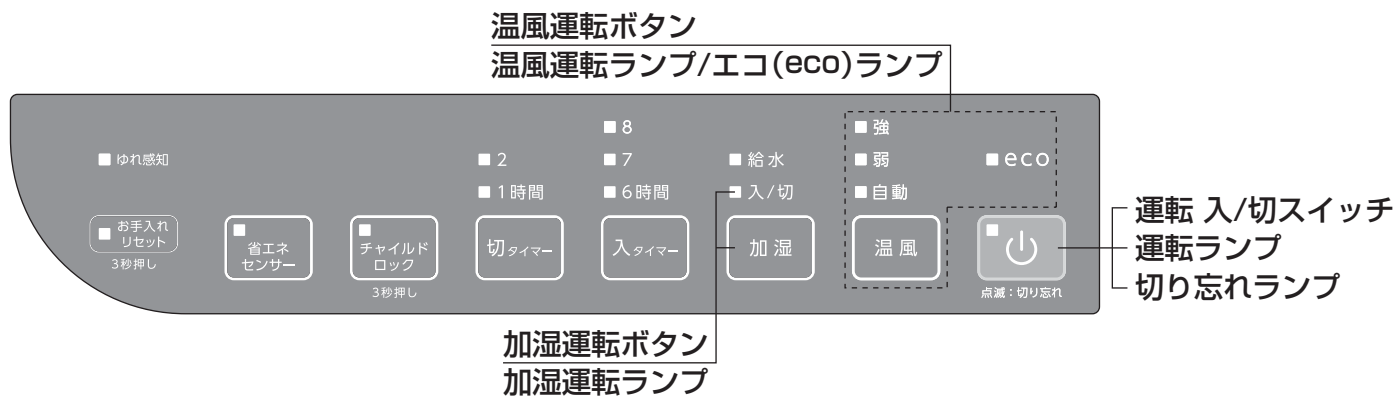 温風運転ボタン
温風運転ランプ/エコ(eco)ランプ
8
強
ゆれ感知
2
7
給水
弱
eco
1時間
6時間
入/切
自動
お手入れ
リセット
3秒押し
省エネ
センサー
チャイルド
ロック
3秒押し
切タイマー
入タイマー
加湿
温風
点滅:切り忘れ
運転 入/切スイッチ
運転ランプ
切り忘れランプ
加湿運転ボタン
加湿運転ランプ